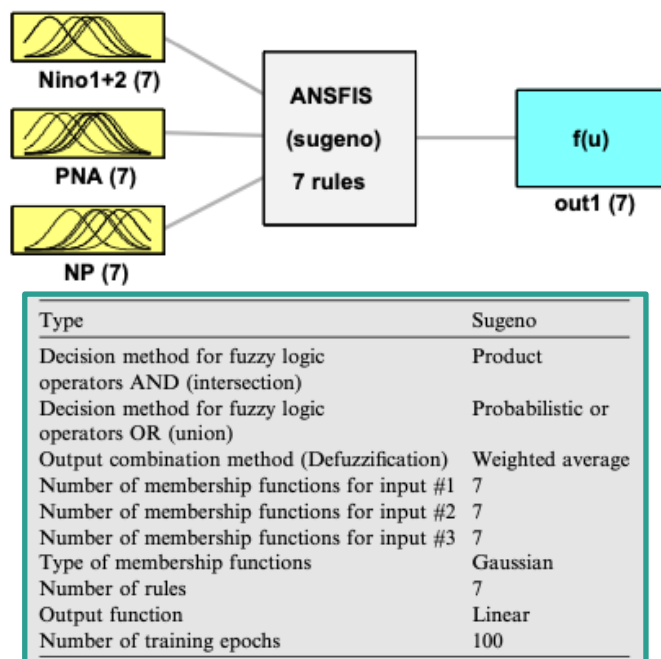 Nino1+2 (7)
ANSFIS
(sugeno)
7 rules
PNA (7)
f(u)
out1 (7)
NP (7)
Type Sugeno
Decision method for fuzzy logic Product
operators AND (intersection)
Decision method for fuzzy logic Probabilistic or
operators OR (union)
Output combination method (Defuzzification) Weighted average
Number of membership functions for input #1 7
Number of membership functions for input #2 7
Number of membership functions for input #3 7
Type of membership functions Gaussian
Number of rules 7
Output function Linear
Number of training epochs 100